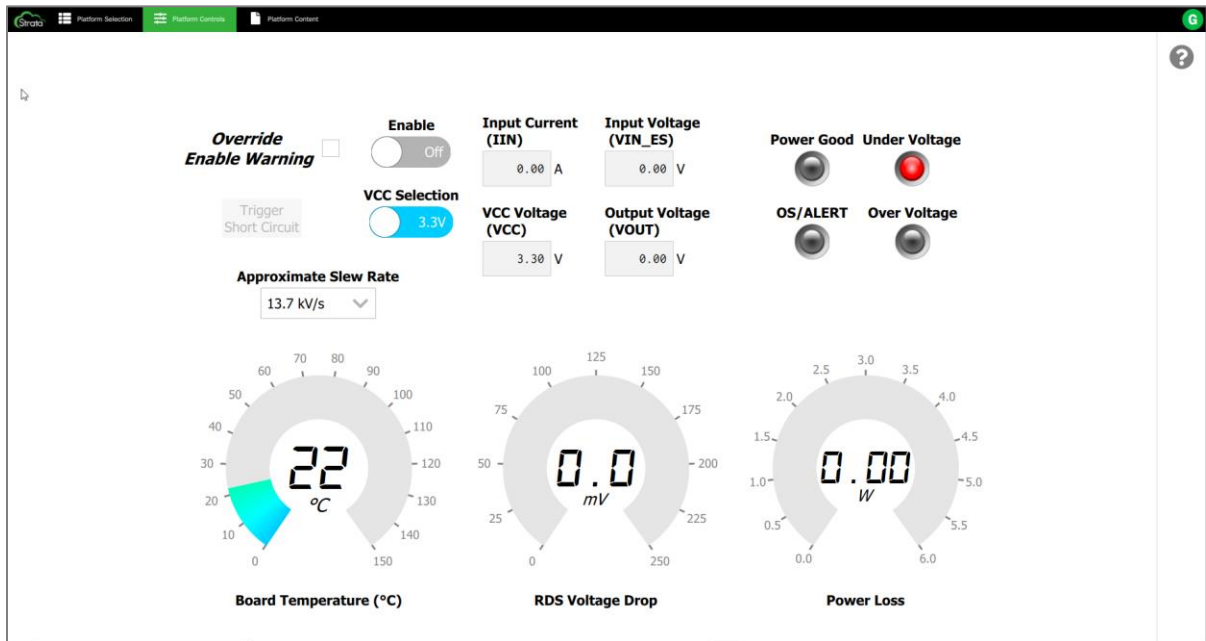 Strata
Platform Selection
Platform Controls
Platform Content
G
?
Override
Enable Warning
Enable
Off
Input Current
(IIN)
0.00 A
Input Voltage
(VIN_ES)
0.00 V
Power Good
Under Voltage
Trigger
Short Circuit
VCC Selection
3.3V
VCC Voltage
(VCC)
3.30 V
Output Voltage
(VOUT)
0.00 V
OS/ALERT
Over Voltage
Approximate Slew Rate
13.7 kV/s
0
10
20
30
40
50
60
70
80
90
100
110
120
130
140
150
22
°C
Board Temperature (°C)
0
25
50
75
100
125
150
175
200
225
250
0.0
mV
RDS Voltage Drop
0.0
0.5
1.0
1.5
2.0
2.5
3.0
3.5
4.0
4.5
5.0
5.5
6.0
0.00
W
Power Loss